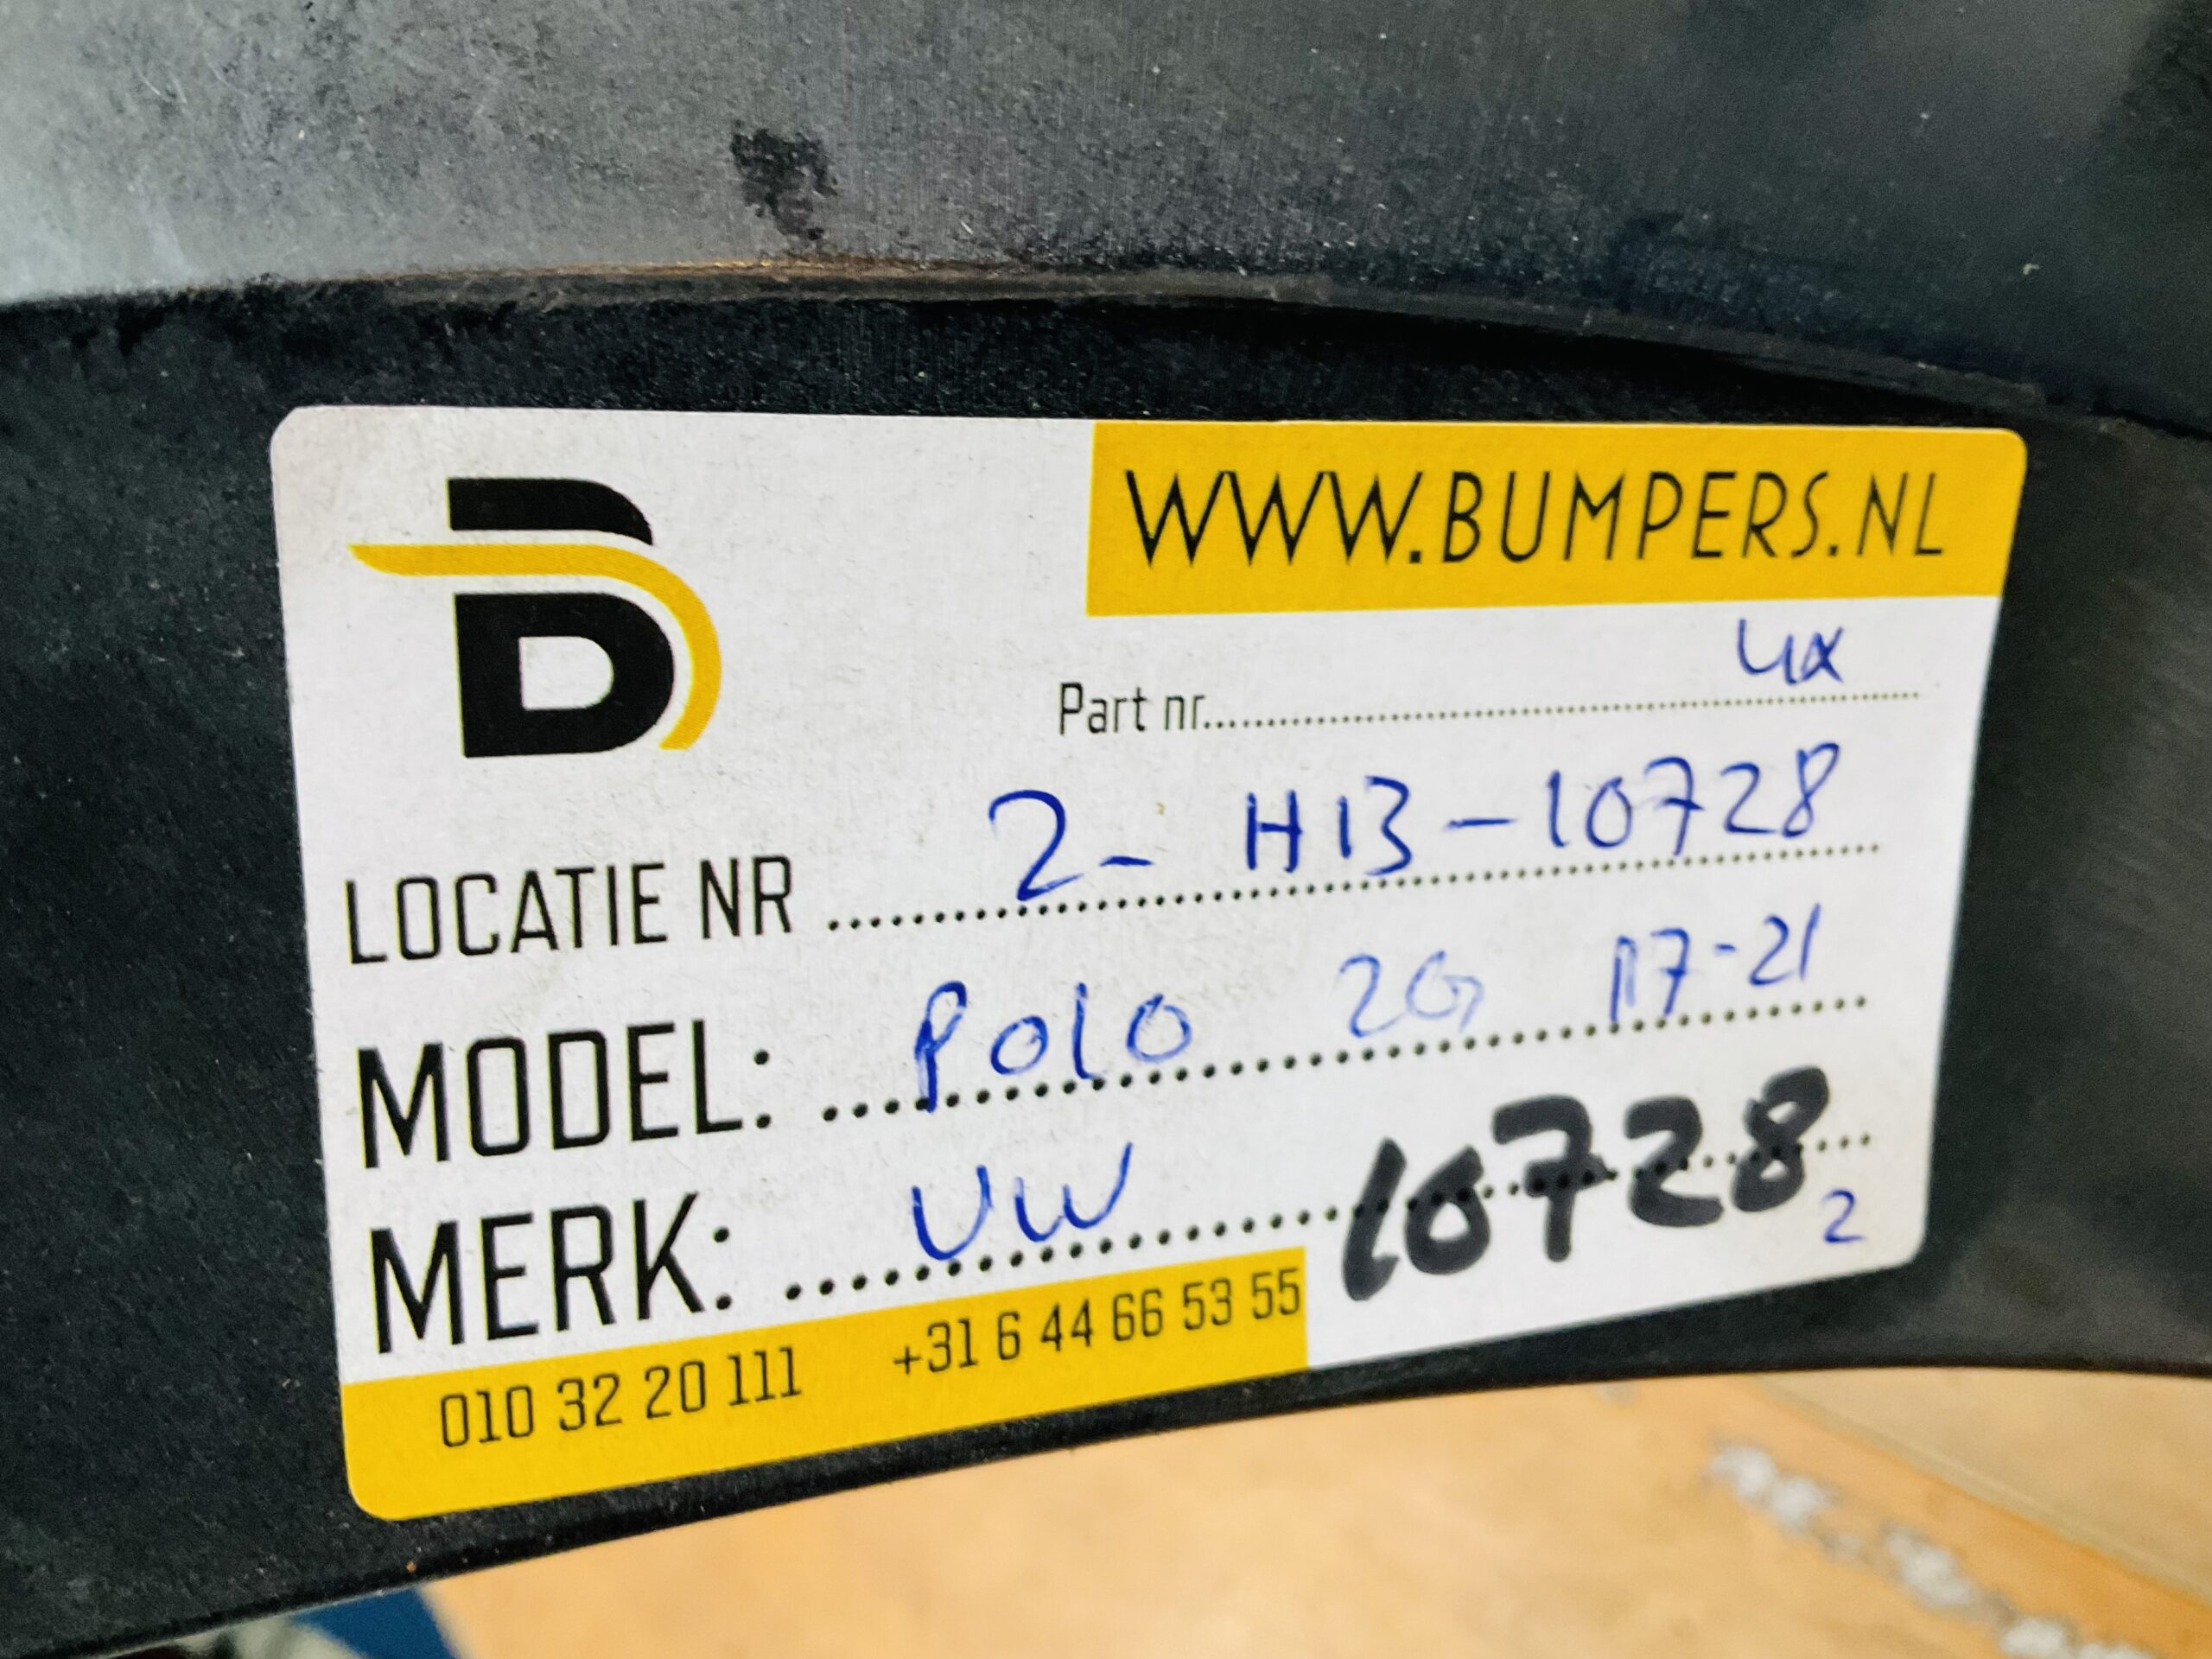 WWW.BUMPERS.NL
Part nr. 4x
LOCATIE NR 2- H13-10728
MODEL: Polo 2G 17-21
MERK: VW 10728
2
010 32 20 111 +31 6 44 66 53 55